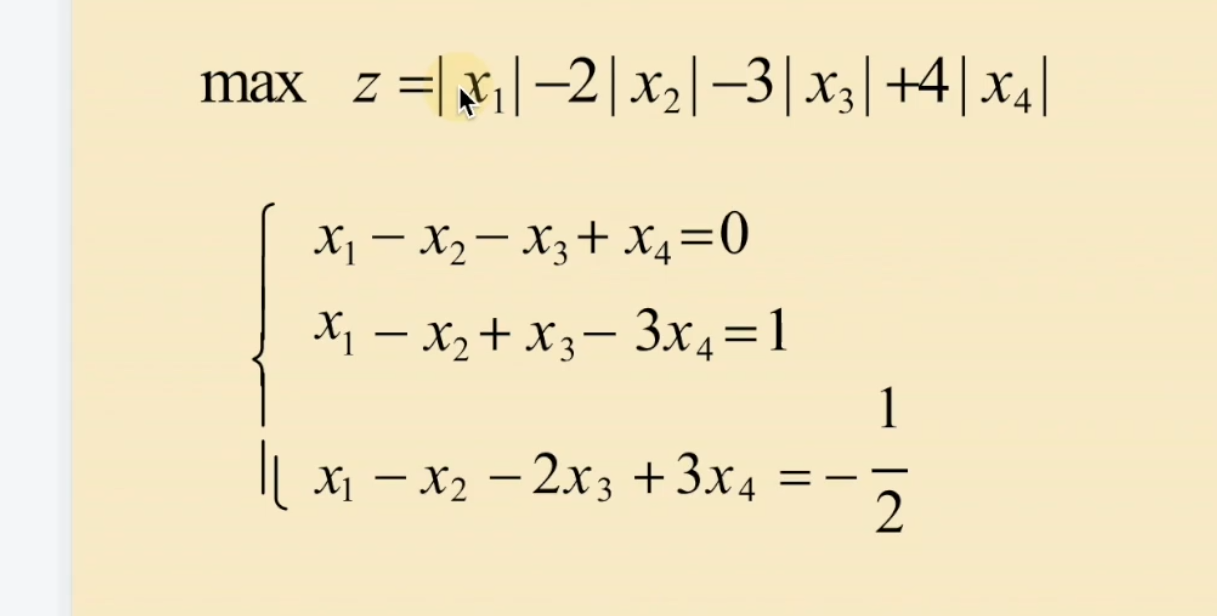 max z =| x₁| −2| x₂| −3| x₃| +4| x₄|
x₁ − x₂ − x₃ + x₄ =0
x₁ − x₂ + x₃ − 3x₄ =1
x₁ − x₂ − 2x₃ + 3x₄ = − 1/2